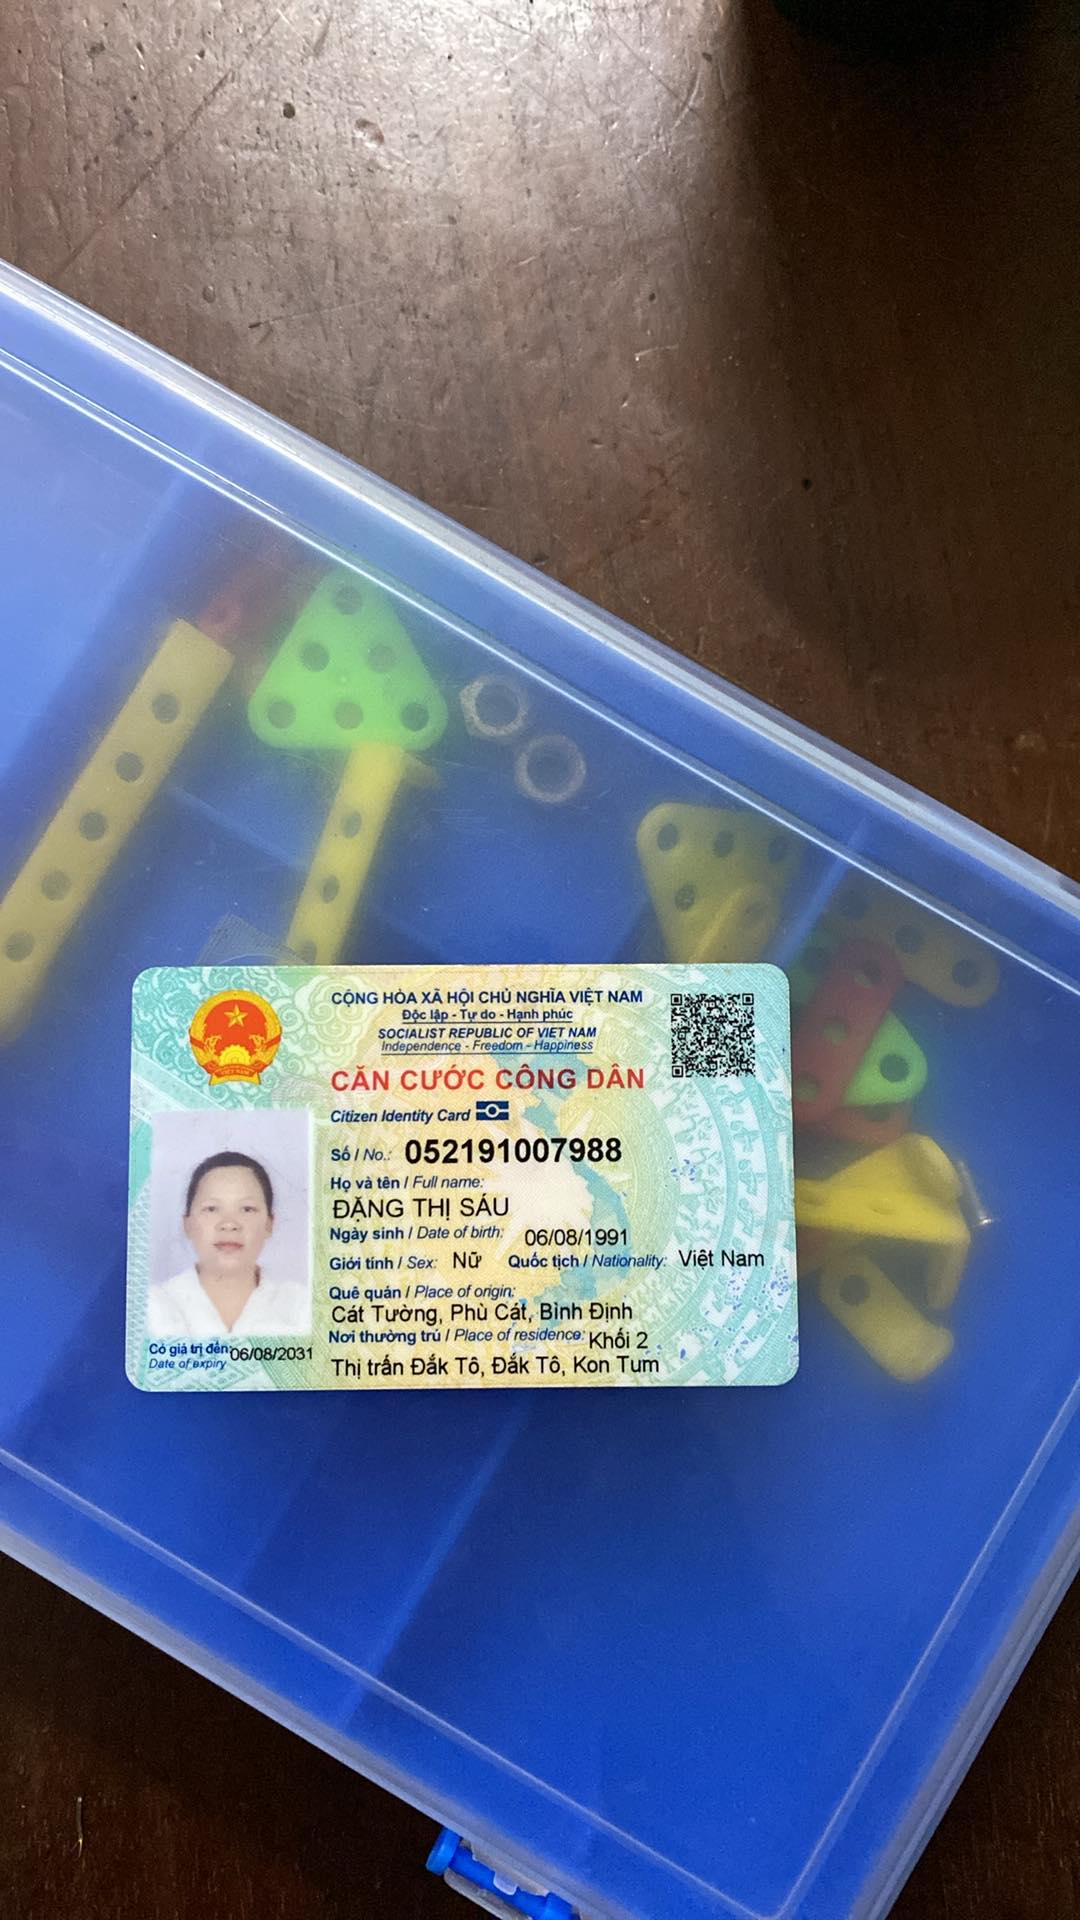 CỘNG HÒA XÃ HỘI CHỦ NGHĨA VIỆT NAM
Độc lập - Tự do - Hạnh phúc
SOCIALIST REPUBLIC OF VIET NAM
Independence - Freedom - Happiness
CĂN CƯỚC CÔNG DÂN
Citizen Identity Card
Số / No.: 052191007988
Họ và tên / Full name:
ĐẶNG THỊ SÁU
Ngày sinh / Date of birth: 06/08/1991
Giới tính / Sex: Nữ Quốc tịch / Nationality: Việt Nam
Quê quán / Place of origin:
Cát Tường, Phù Cát, Bình Định
Nơi thường trú / Place of residence: Khối 2
Thị trấn Đắk Tô, Đắk Tô, Kon Tum
Có giá trị đến: 06/08/2031
Date of expiry
VIỆT NAM